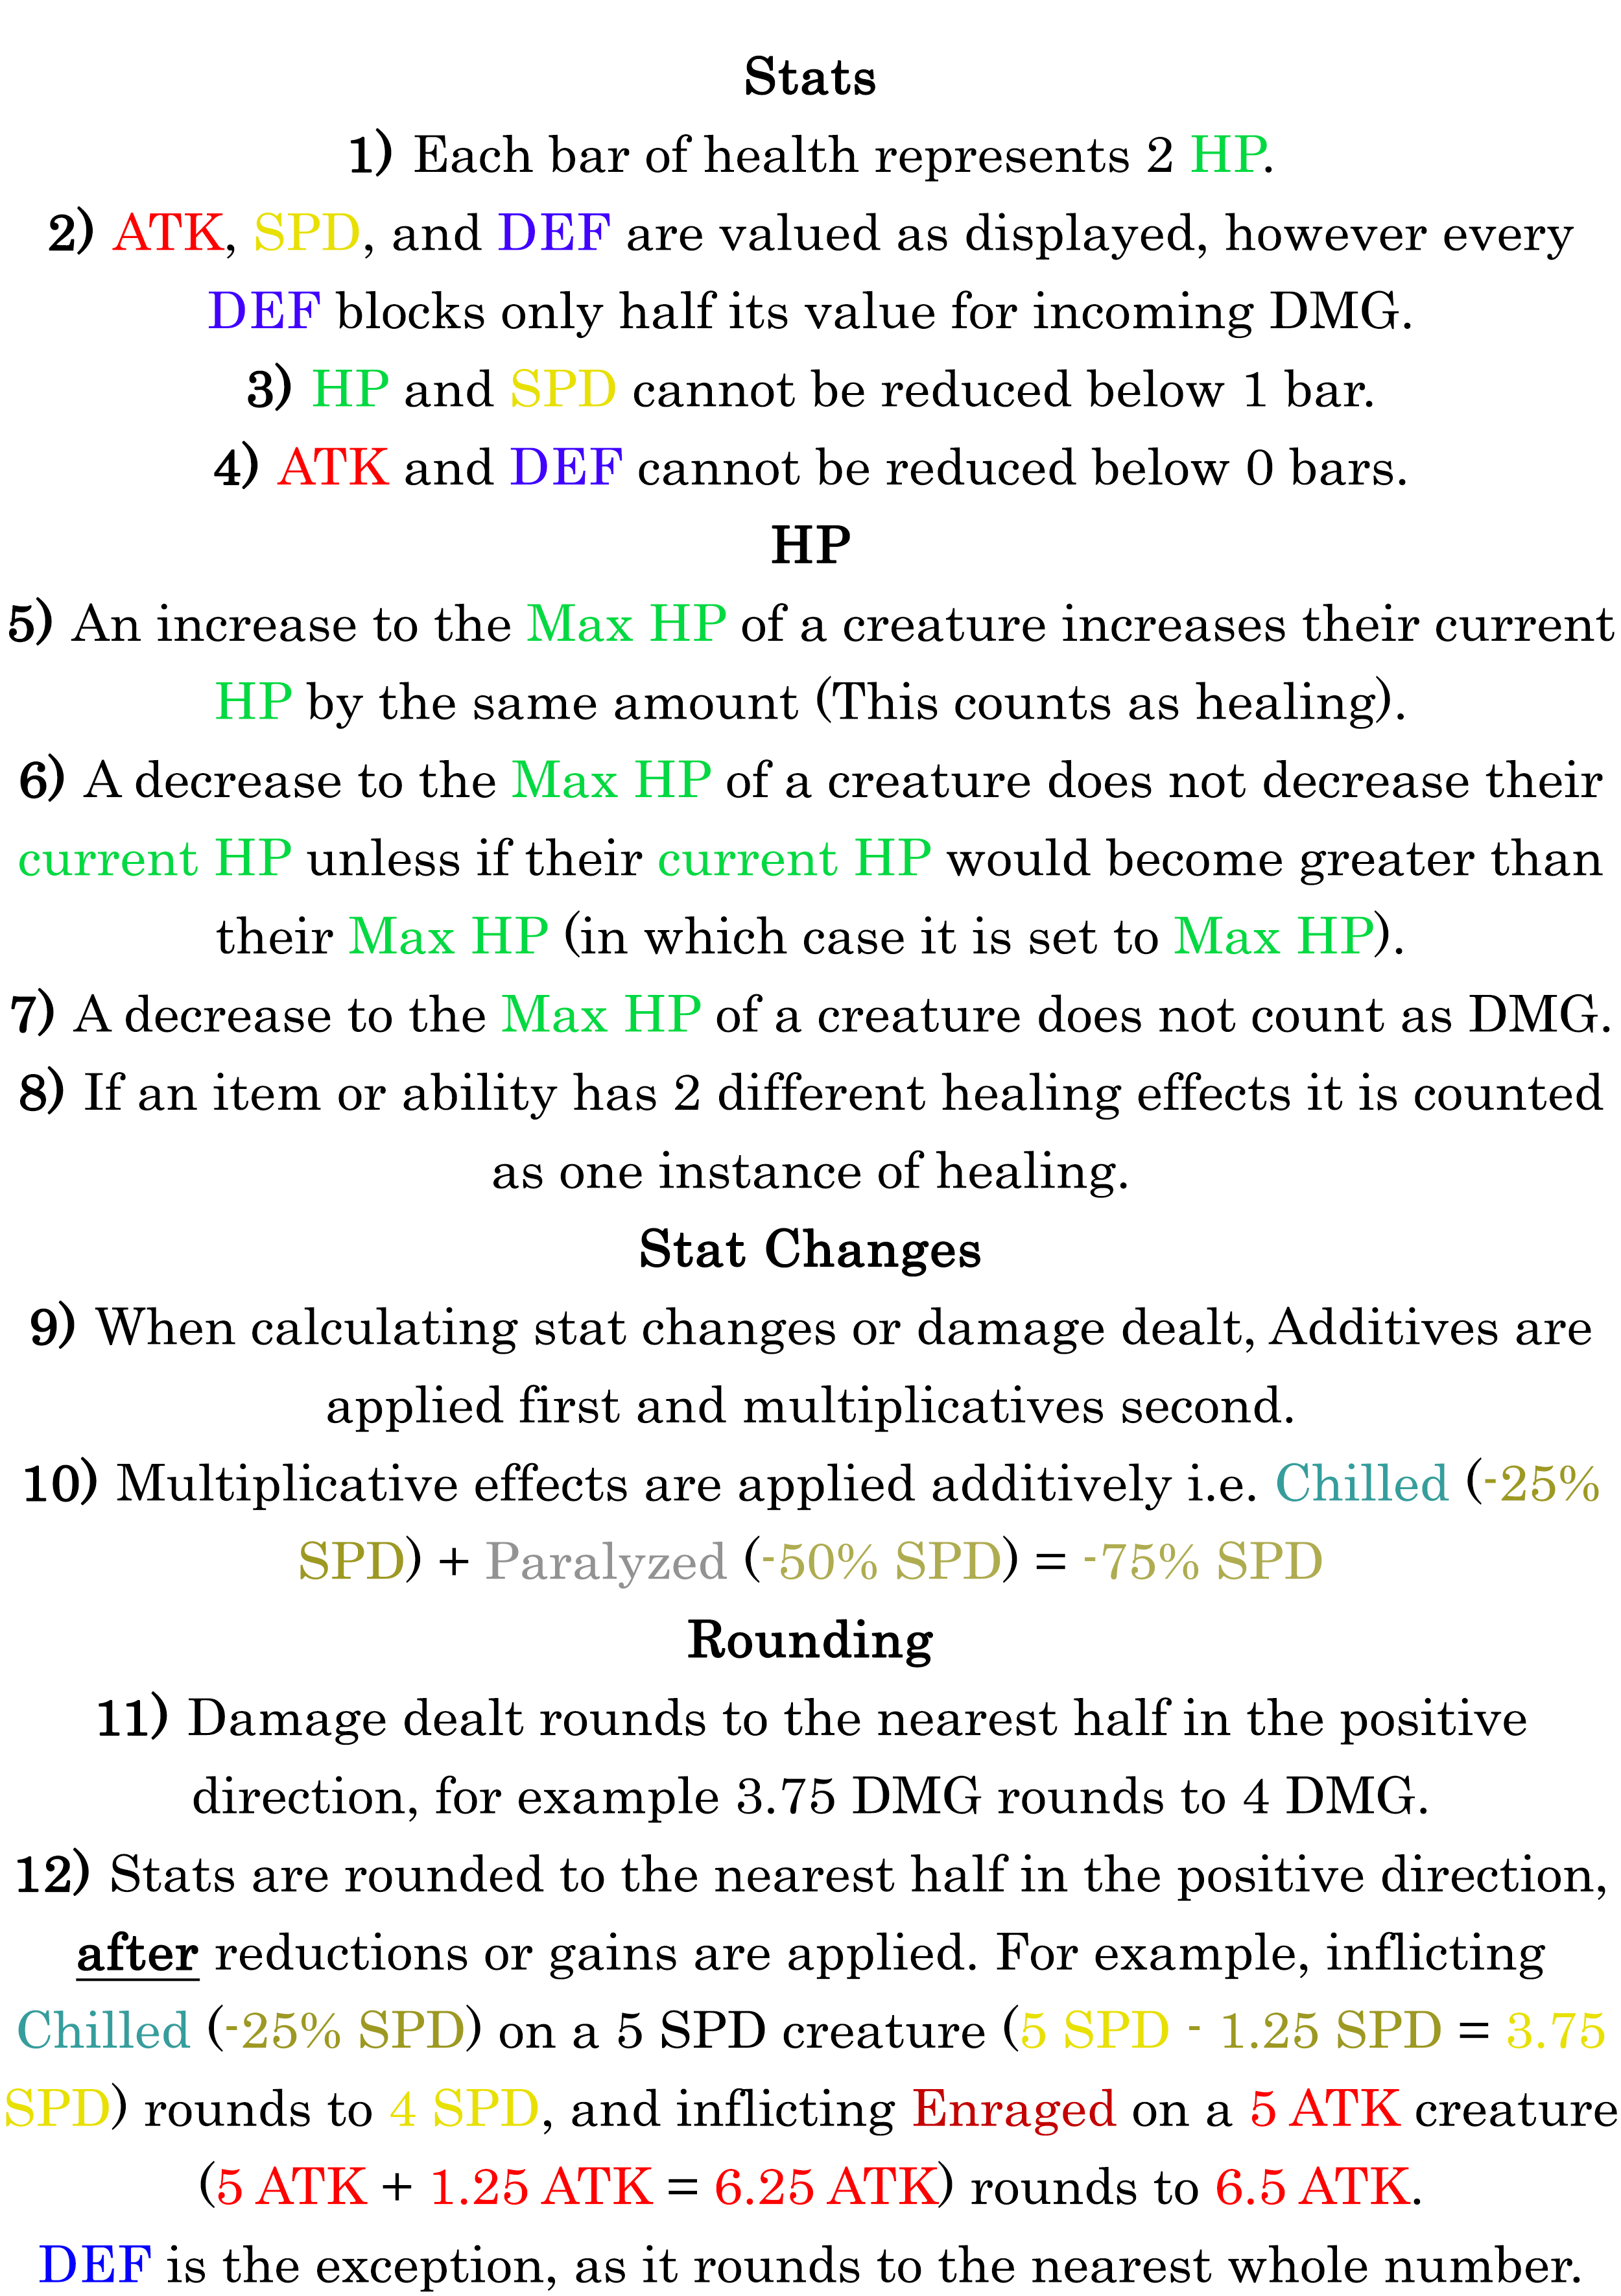 Stats
1) Each bar of health represents 2 HP.
2) ATK, SPD, and DEF are valued as displayed, however every
DEF blocks only half its value for incoming DMG.
3) HP and SPD cannot be reduced below 1 bar.
4) ATK and DEF cannot be reduced below 0 bars.
HP
5) An increase to the Max HP of a creature increases their current
HP by the same amount (This counts as healing).
6) A decrease to the Max HP of a creature does not decrease their
current HP unless if their current HP would become greater than
their Max HP (in which case it is set to Max HP).
7) A decrease to the Max HP of a creature does not count as DMG.
8) If an item or ability has 2 different healing effects it is counted
as one instance of healing.
Stat Changes
9) When calculating stat changes or damage dealt, Additives are
applied first and multiplicatives second.
10) Multiplicative effects are applied additively i.e. Chilled (-25%
SPD) + Paralyzed (-50% SPD) = -75% SPD
Rounding
11) Damage dealt rounds to the nearest half in the positive
direction, for example 3.75 DMG rounds to 4 DMG.
12) Stats are rounded to the nearest half in the positive direction,
after reductions or gains are applied. For example, inflicting
Chilled (-25% SPD) on a 5 SPD creature (5 SPD - 1.25 SPD = 3.75
SPD) rounds to 4 SPD, and inflicting Enraged on a 5 ATK creature
(5 ATK + 1.25 ATK = 6.25 ATK) rounds to 6.5 ATK.
DEF is the exception, as it rounds to the nearest whole number.